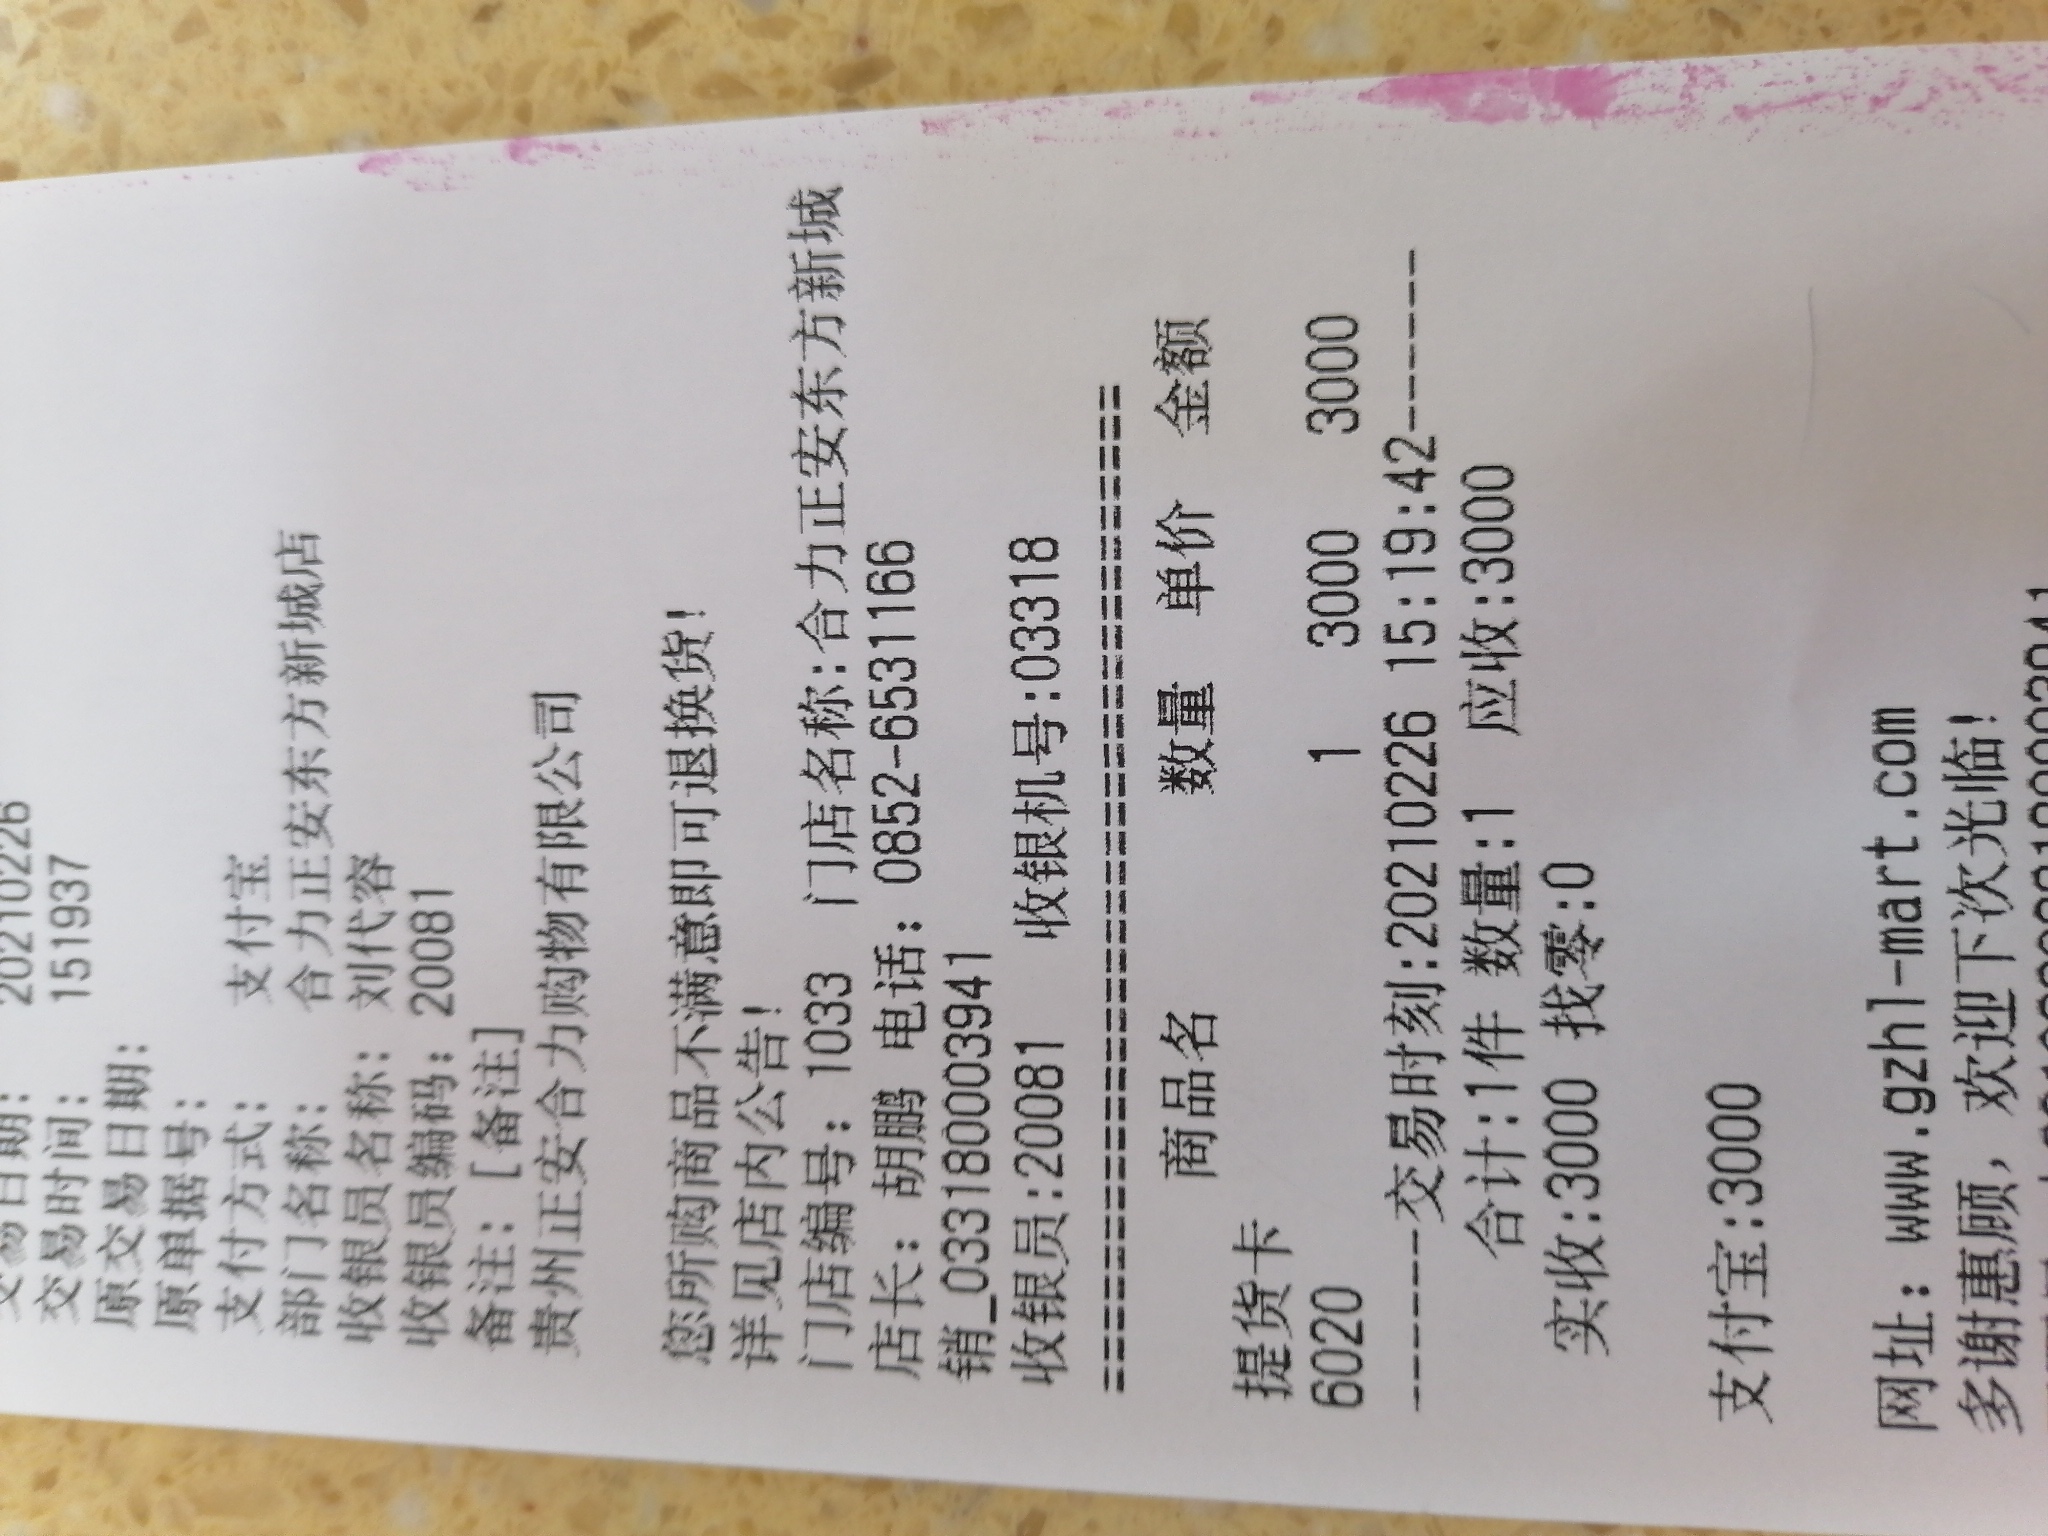 交易日期: 20210226
交易时间: 151937
原交易日期:
原单据号:
支付方式: 支付宝
部门名称: 合力正安东方新城店
收银员名称: 刘代容
收银员编码: 20081
备注: [备注]
贵州正安合力购物有限公司
您所购商品不满意即可退换货!
详见店内公告!
门店编号: 1033 门店名称:合力正安东方新城
店长: 胡鹏 电话: 0852-6531166
销_033180003941
收银员:20081 收银机号:03318
========================================
商品名 数量 单价 金额
提货卡
6020 1 3000 3000
-------交易时刻:20210226 15:19:42-------
合计:1件 数量:1 应收:3000
实收:3000 找零:0
支付宝:3000
网址: www.gzhl-mart.com
多谢惠顾, 欢迎下次光临!